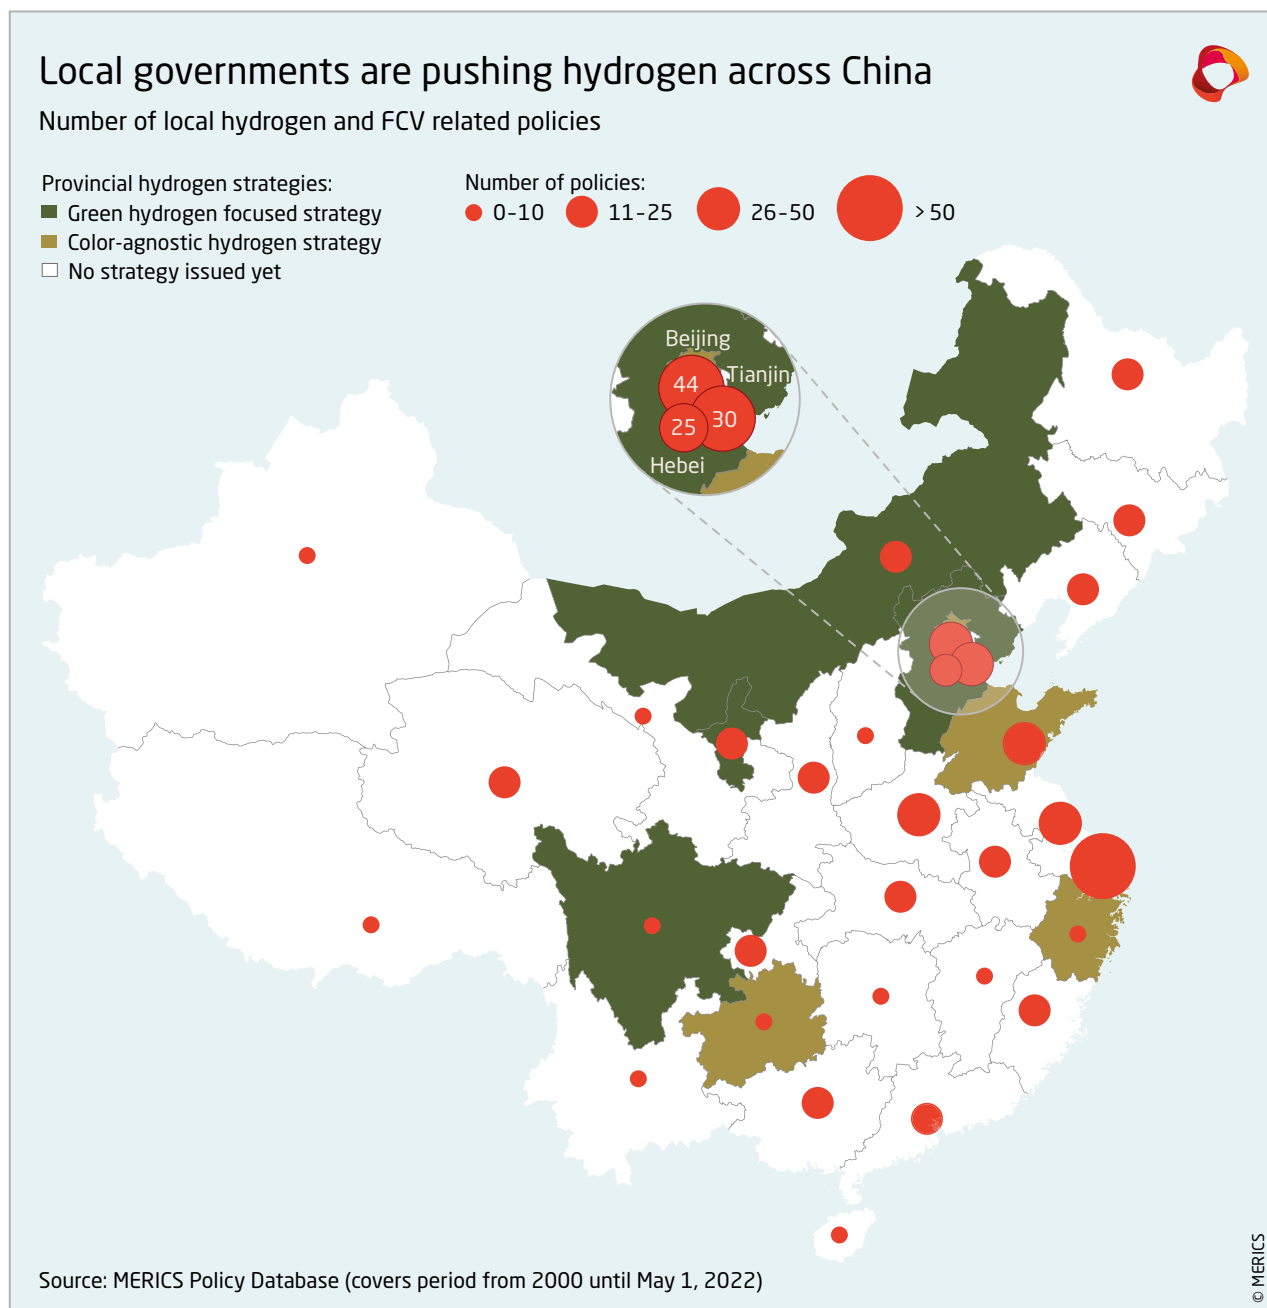 Local governments are pushing hydrogen across China
Number of local hydrogen and FCV related policies
Provincial hydrogen strategies:
Green hydrogen focused strategy
Color-agnostic hydrogen strategy
No strategy issued yet
Number of policies:
0-10
11-25
26-50
> 50
Beijing
Tianjin
44
30
25
Hebei
Source: MERICS Policy Database (covers period from 2000 until May 1, 2022)
© MERICS